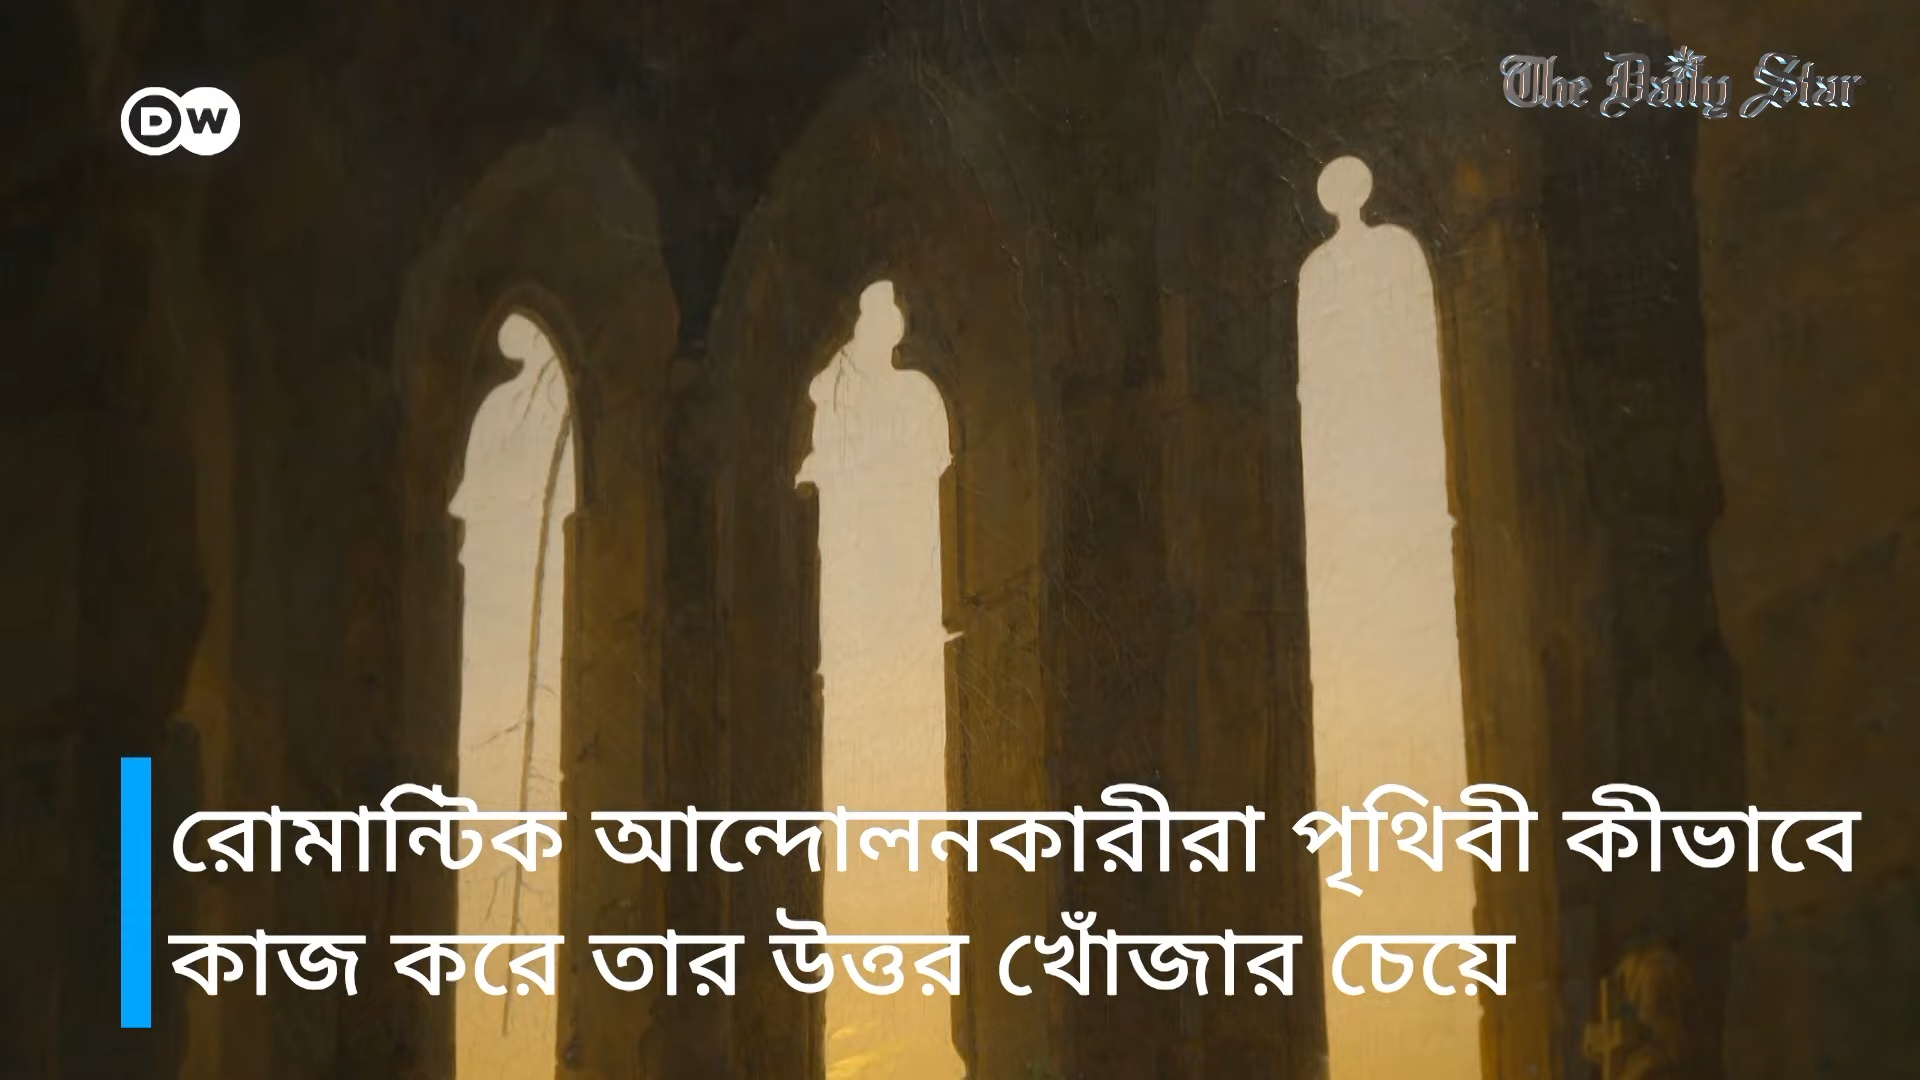 DW
The Daily Star
রোমান্টিক আন্দোলনকারীরা পৃথিবী কীভাবে
কাজ করে তার উত্তর খোঁজার চেয়ে